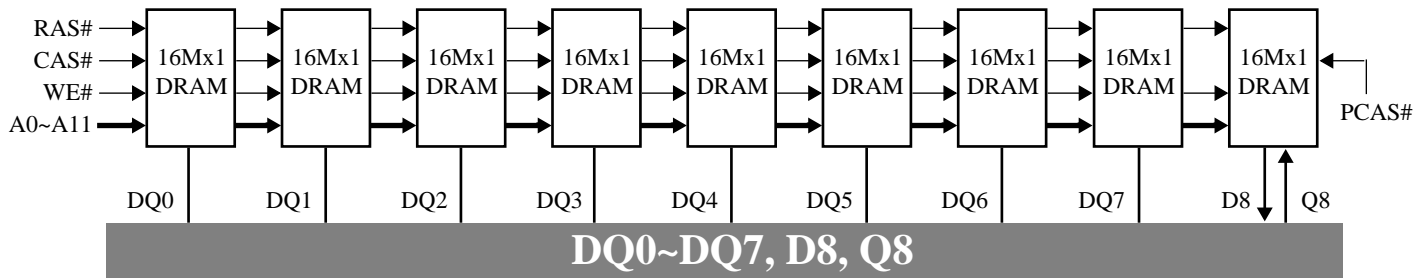 RAS#
CAS#
WE#
A0~A11
16Mx1
DRAM
16Mx1
DRAM
16Mx1
DRAM
16Mx1
DRAM
16Mx1
DRAM
16Mx1
DRAM
16Mx1
DRAM
16Mx1
DRAM
16Mx1
DRAM
PCAS#
DQ0
DQ1
DQ2
DQ3
DQ4
DQ5
DQ6
DQ7
D8
Q8
DQ0~DQ7, D8, Q8